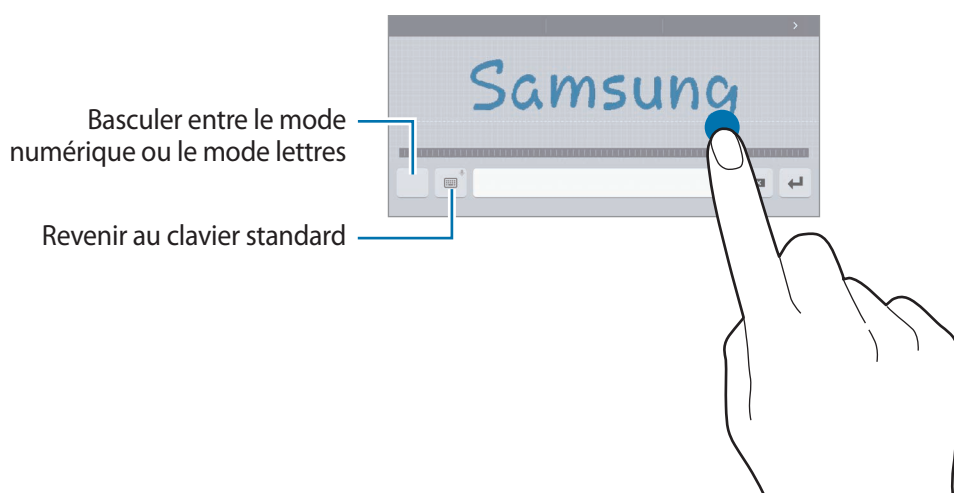 Samsung
Basculer entre le mode
numérique ou le mode lettres
Revenir au clavier standard